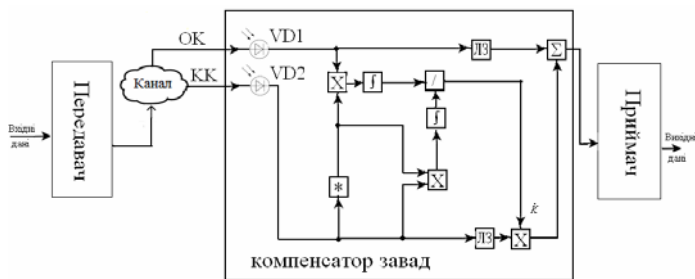 Вхідні
дані
Передавач
Канал
ОК
КК
VD1
VD2
X
∫
/
∫
X
*
ЛЗ
Σ
ЛЗ
X
k̇
компенсатор завад
Приймач
Вихідні
дані